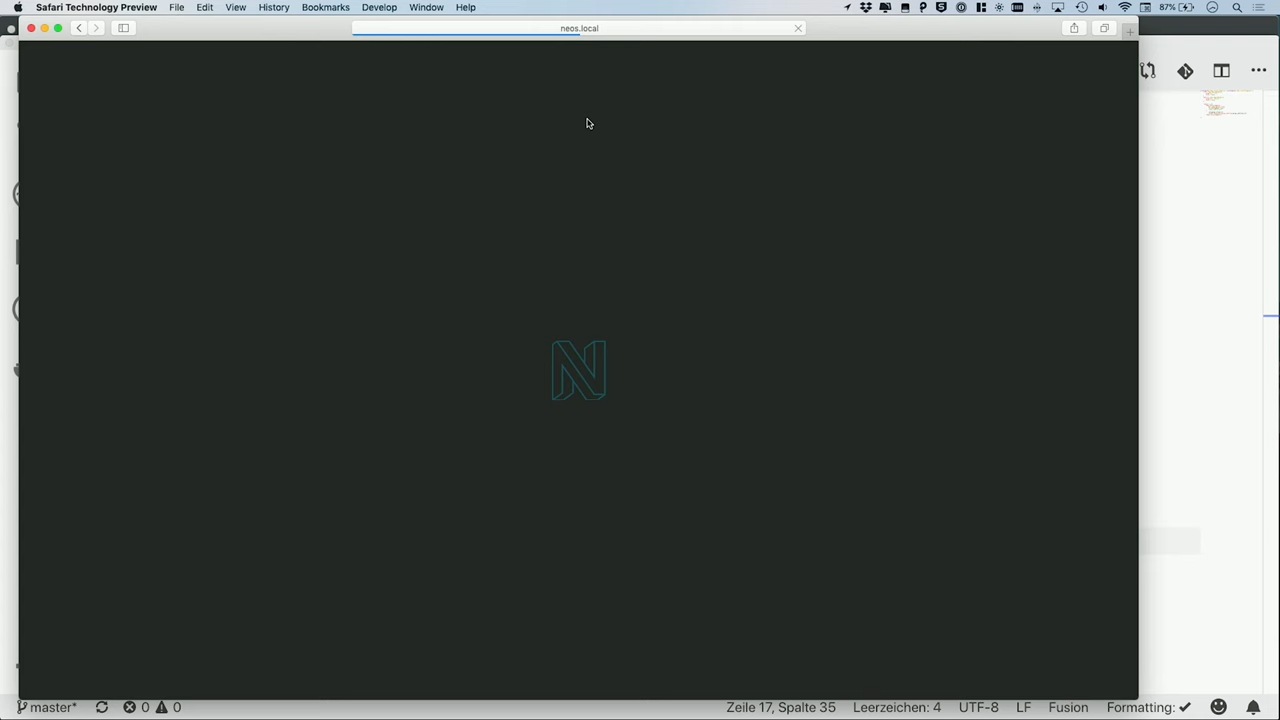 Safari Technology Preview File Edit View History Bookmarks Develop Window Help 87%
neos.local
N
master* 0 0 Zeile 17, Spalte 35 Leerzeichen: 4 UTF-8 LF Fusion Formatting: